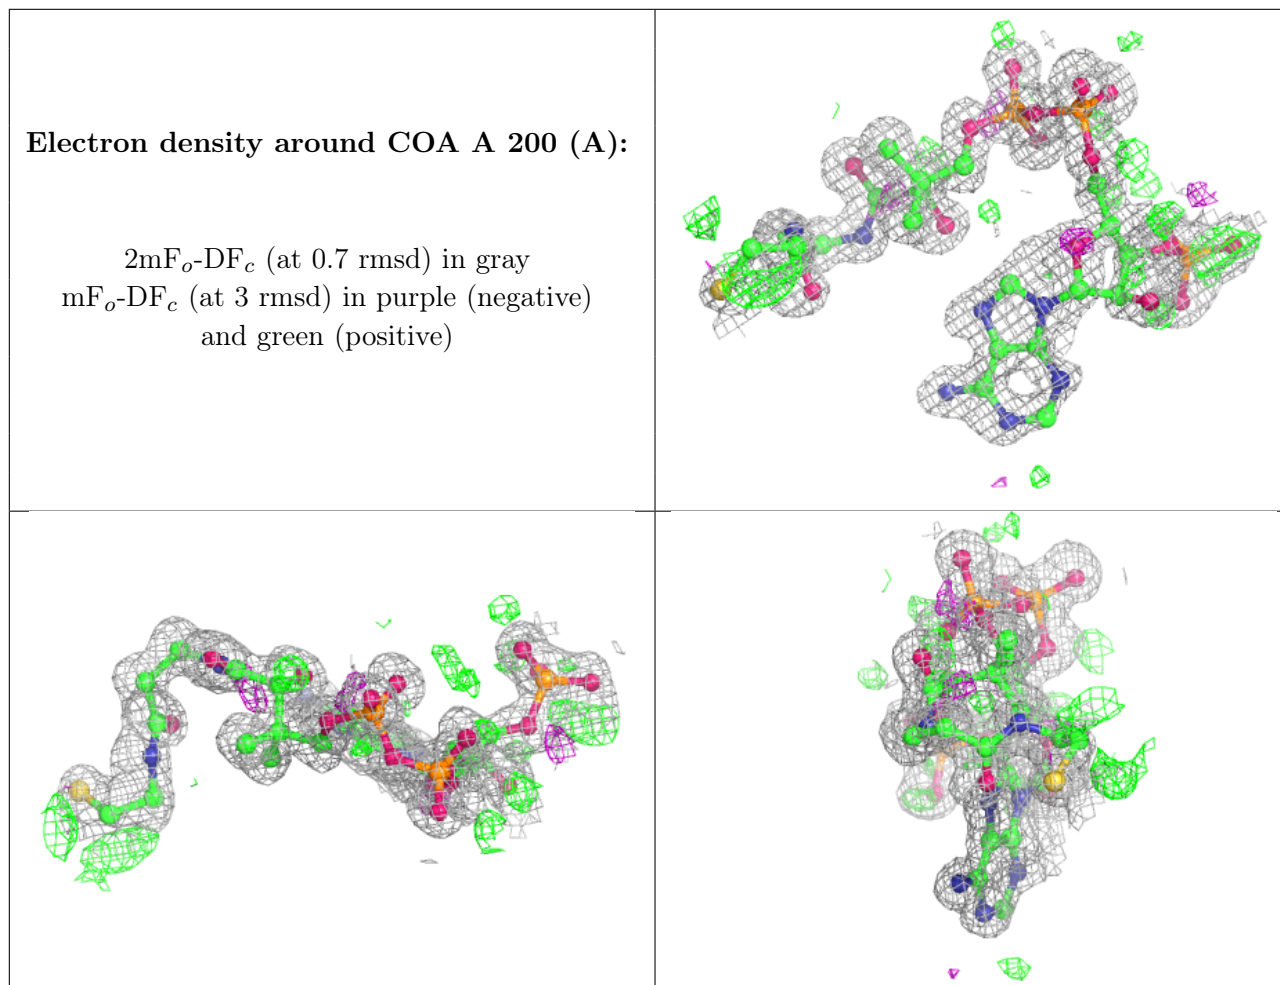 Electron density around COA A 200 (A):
2mFo-DFc (at 0.7 rmsd) in gray
mFo-DFc (at 3 rmsd) in purple (negative)
and green (positive)